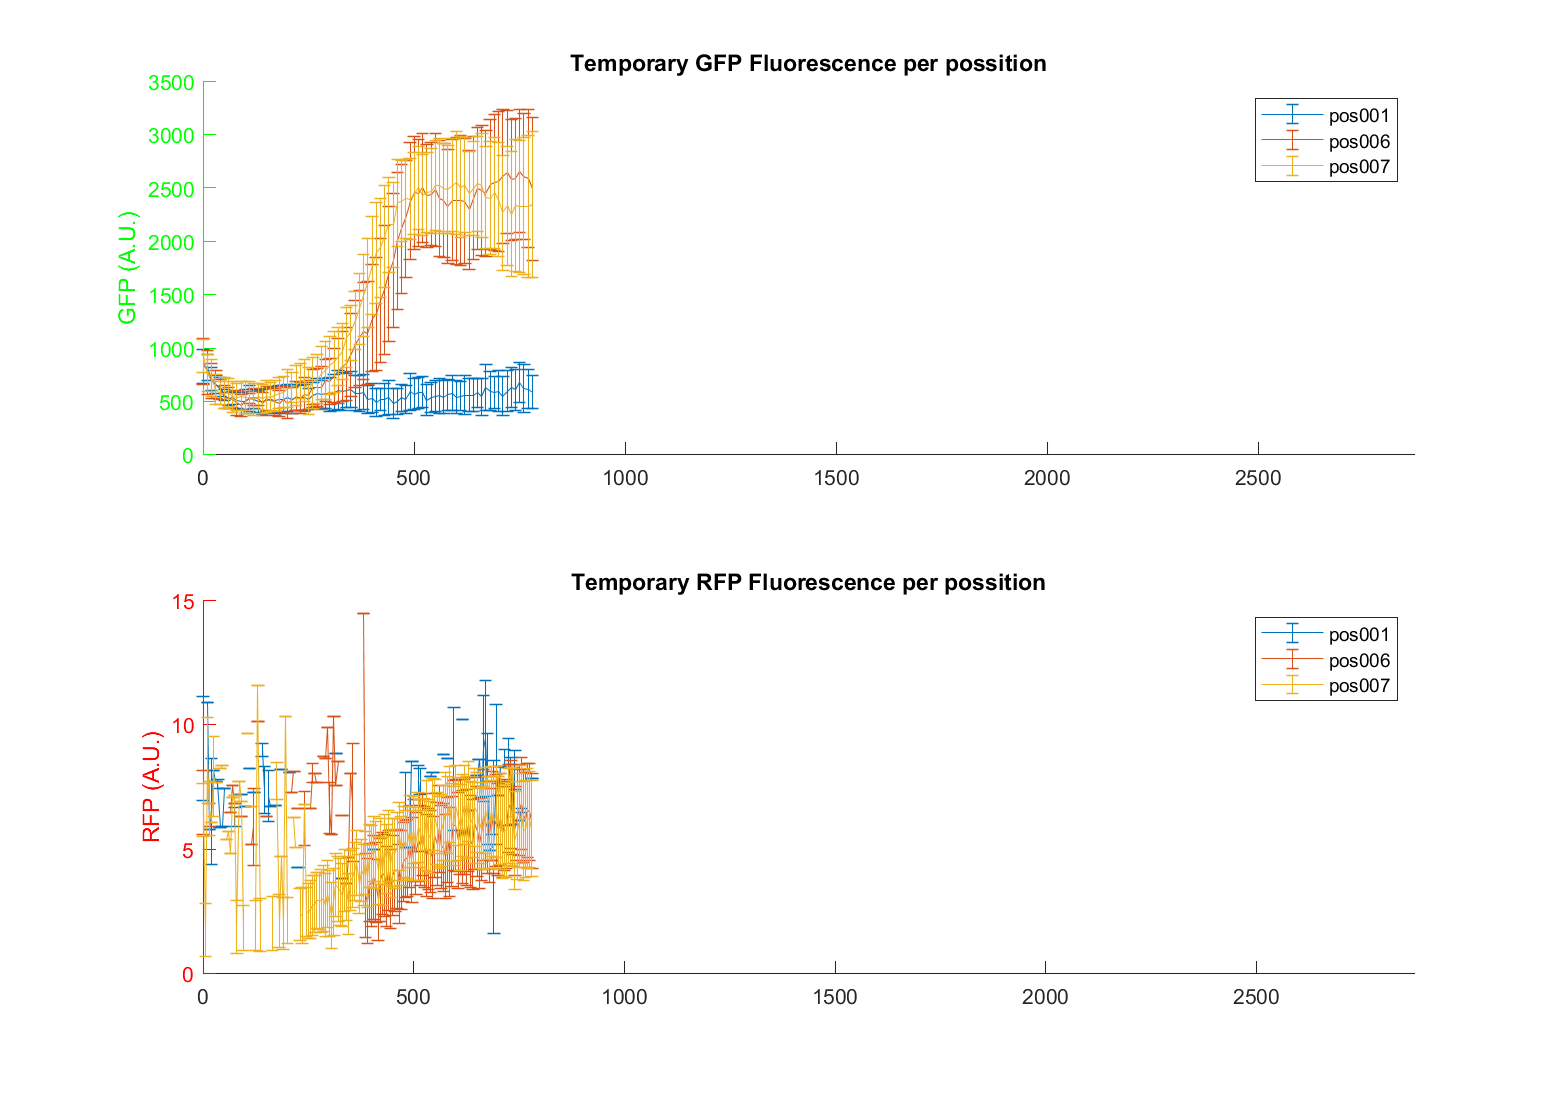 Temporary GFP Fluorescence per possition
GFP (A.U.)
3500
3000
2500
2000
1500
1000
500
0
0 500 1000 1500 2000 2500
pos001
pos006
pos007
Temporary RFP Fluorescence per possition
RFP (A.U.)
15
10
5
0
0 500 1000 1500 2000 2500
pos001
pos006
pos007